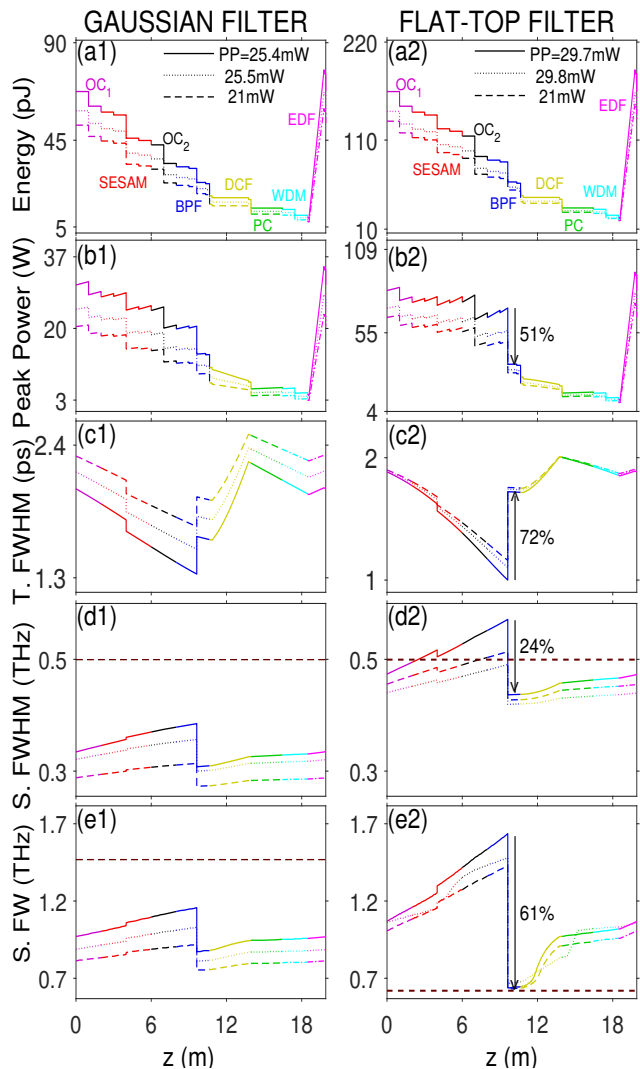 GAUSSIAN FILTER
FLAT-TOP FILTER
90
45
5
Energy (pJ)
(a1)
PP=25.4mW
25.5mW
21mW
OC1
SESAM
OC2
BPF
DCF
PC
WDM
EDF
220
110
10
(a2)
PP=29.7mW
29.8mW
21mW
OC1
SESAM
OC2
BPF
DCF
PC
WDM
EDF
37
20
3
Peak Power (W)
(b1)
109
55
4
(b2)
51%
2.4
1.3
T. FWHM (ps)
(c1)
2
1
(c2)
72%
0.5
0.3
S. FWHM (THz)
(d1)
0.5
0.3
(d2)
24%
1.7
1.2
0.7
S. FW (THz)
(e1)
1.7
1.2
0.7
(e2)
61%
0 6 12 18
z (m)
0 6 12 18
z (m)